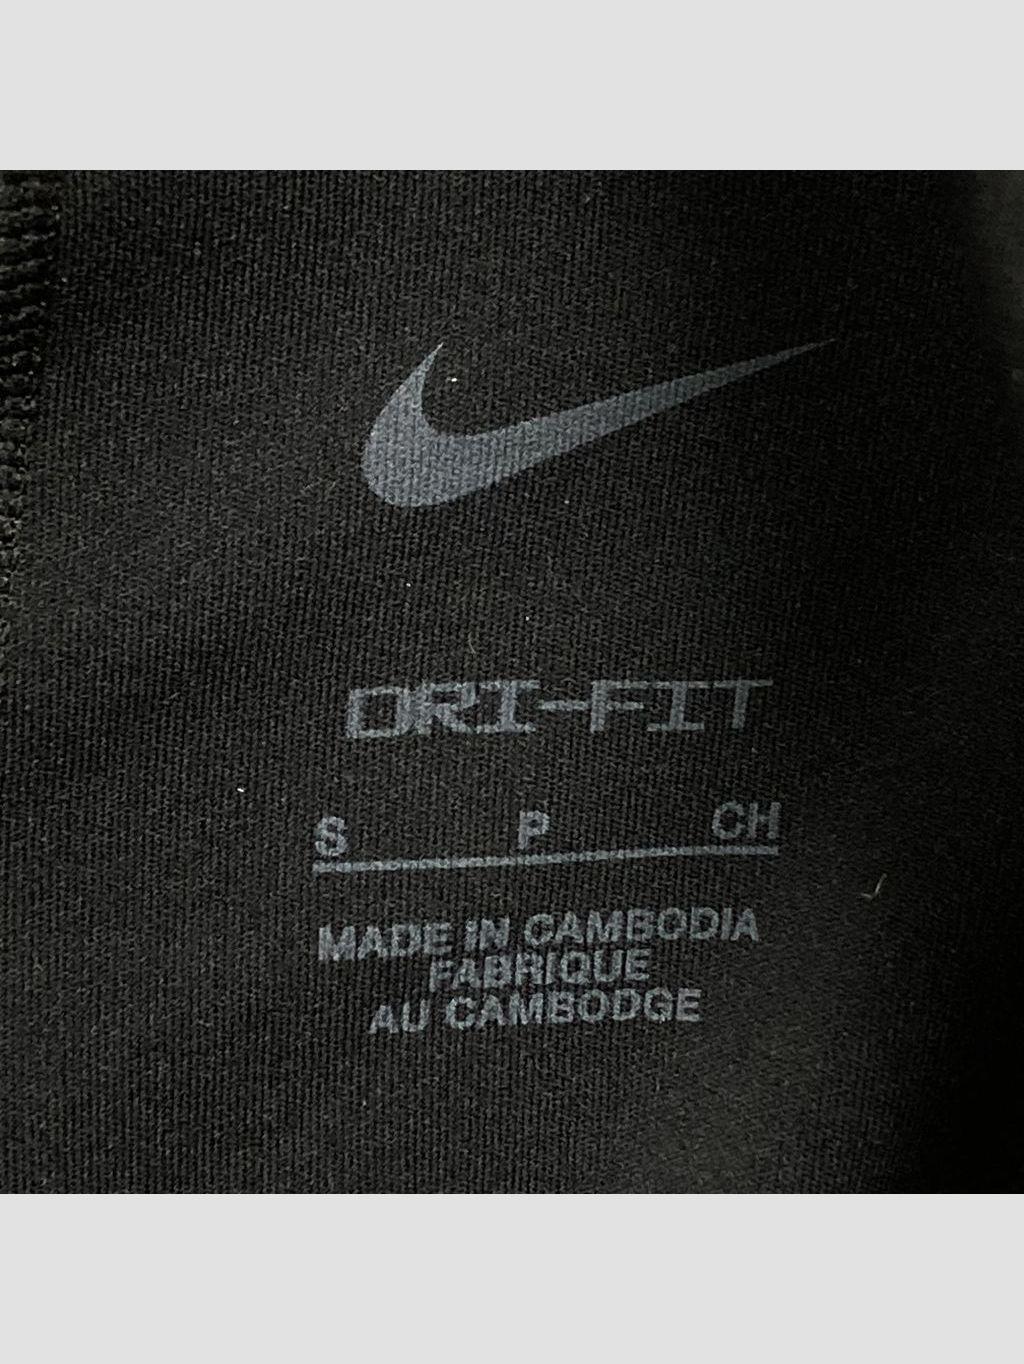 DRI-FIT
S P CH
MADE IN CAMBODIA
FABRIQUE
AU CAMBODGE